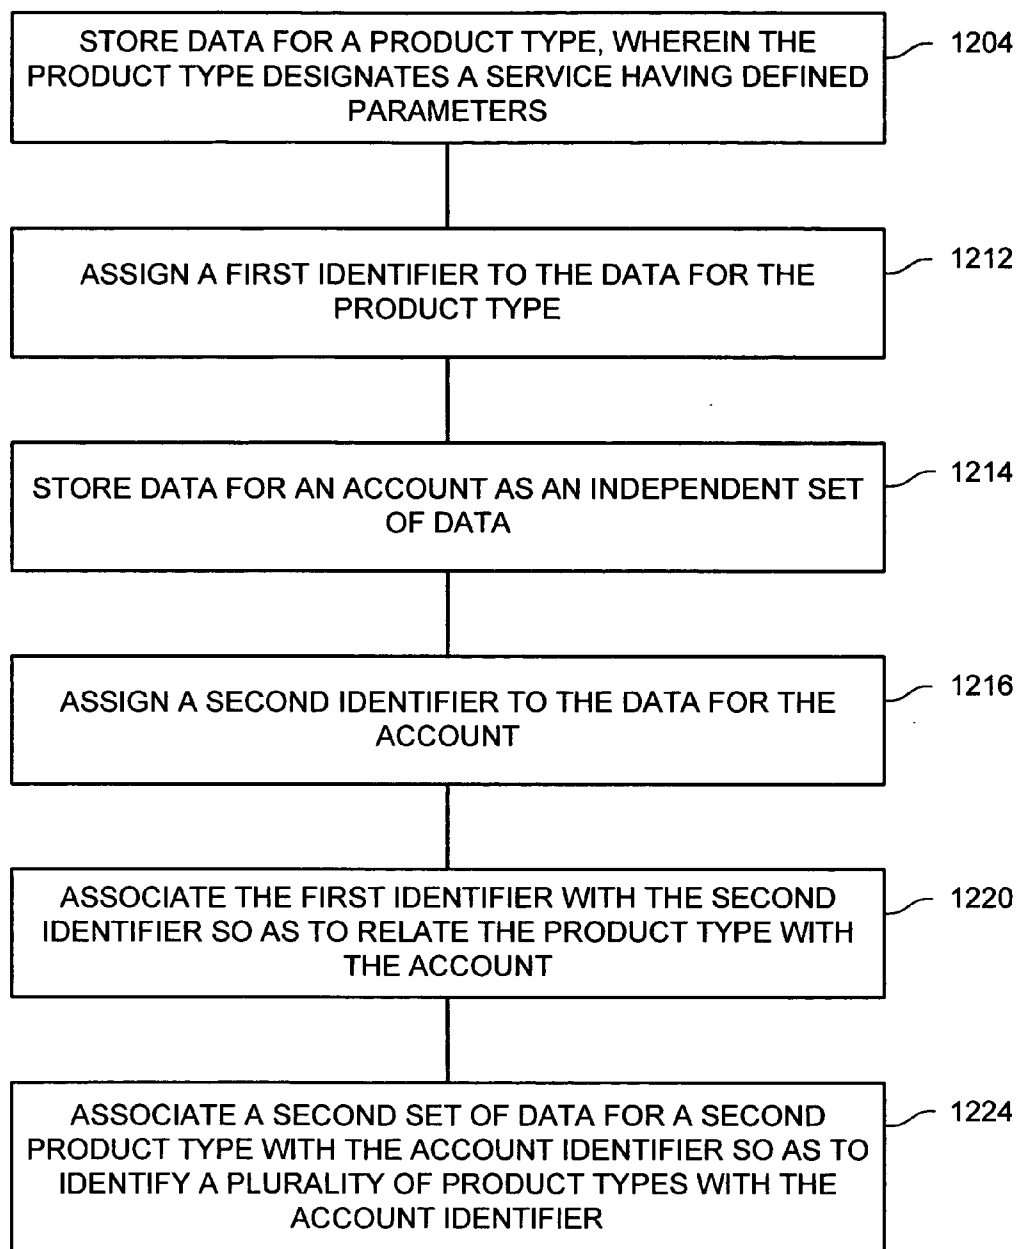 STORE DATA FOR A PRODUCT TYPE, WHEREIN THE
PRODUCT TYPE DESIGNATES A SERVICE HAVING DEFINED
PARAMETERS
1204
ASSIGN A FIRST IDENTIFIER TO THE DATA FOR THE
PRODUCT TYPE
1212
STORE DATA FOR AN ACCOUNT AS AN INDEPENDENT SET
OF DATA
1214
ASSIGN A SECOND IDENTIFIER TO THE DATA FOR THE
ACCOUNT
1216
ASSOCIATE THE FIRST IDENTIFIER WITH THE SECOND
IDENTIFIER SO AS TO RELATE THE PRODUCT TYPE WITH
THE ACCOUNT
1220
ASSOCIATE A SECOND SET OF DATA FOR A SECOND
PRODUCT TYPE WITH THE ACCOUNT IDENTIFIER SO AS TO
IDENTIFY A PLURALITY OF PRODUCT TYPES WITH THE
ACCOUNT IDENTIFIER
1224